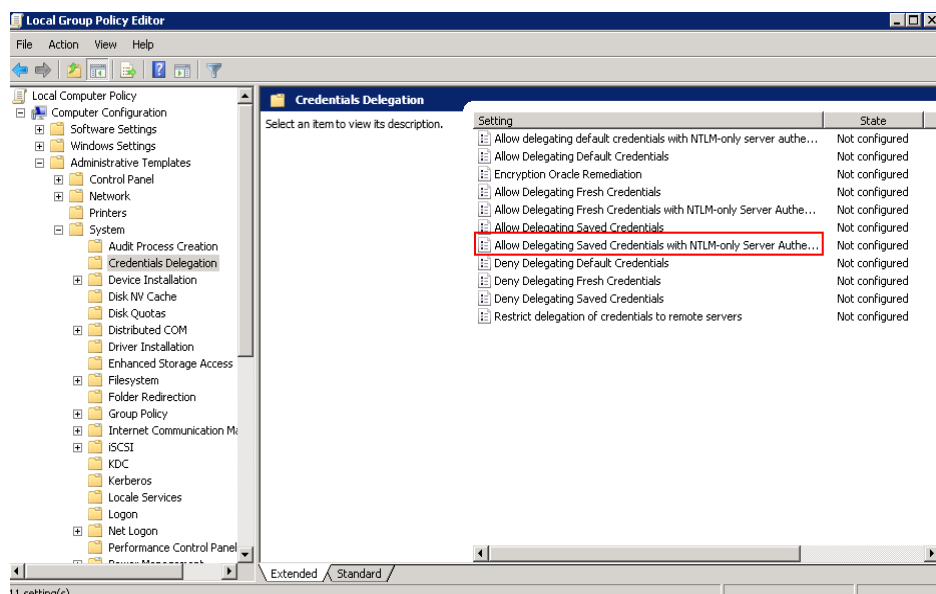 Local Group Policy Editor
File Action View Help
Local Computer Policy
Computer Configuration
Software Settings
Windows Settings
Administrative Templates
Control Panel
Network
Printers
System
Audit Process Creation
Credentials Delegation
Device Installation
Disk NV Cache
Disk Quotas
Distributed COM
Driver Installation
Enhanced Storage Access
Filesystem
Folder Redirection
Group Policy
Internet Communication Ma
iSCSI
KDC
Kerberos
Locale Services
Logon
Net Logon
Performance Control Panel
Power Management
Credentials Delegation
Select an item to view its description.
Setting State
Allow delegating default credentials with NTLM-only server authe... Not configured
Allow Delegating Default Credentials Not configured
Encryption Oracle Remediation Not configured
Allow Delegating Fresh Credentials Not configured
Allow Delegating Fresh Credentials with NTLM-only Server Authe... Not configured
Allow Delegating Saved Credentials Not configured
Allow Delegating Saved Credentials with NTLM-only Server Authe... Not configured
Deny Delegating Default Credentials Not configured
Deny Delegating Fresh Credentials Not configured
Deny Delegating Saved Credentials Not configured
Restrict delegation of credentials to remote servers Not configured
Extended Standard
11 setting(s)